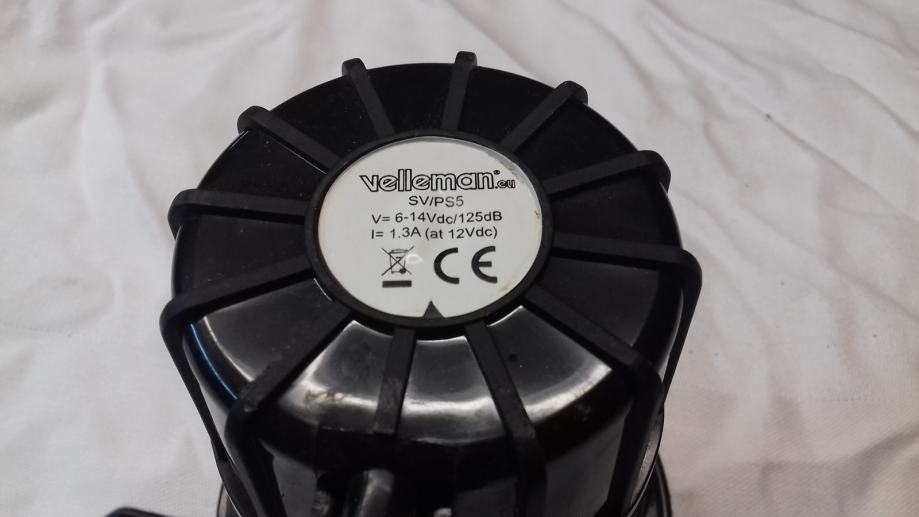 velleman®.eu
SV/PS5
V= 6-14Vdc/125dB
I= 1.3A (at 12Vdc)
CE